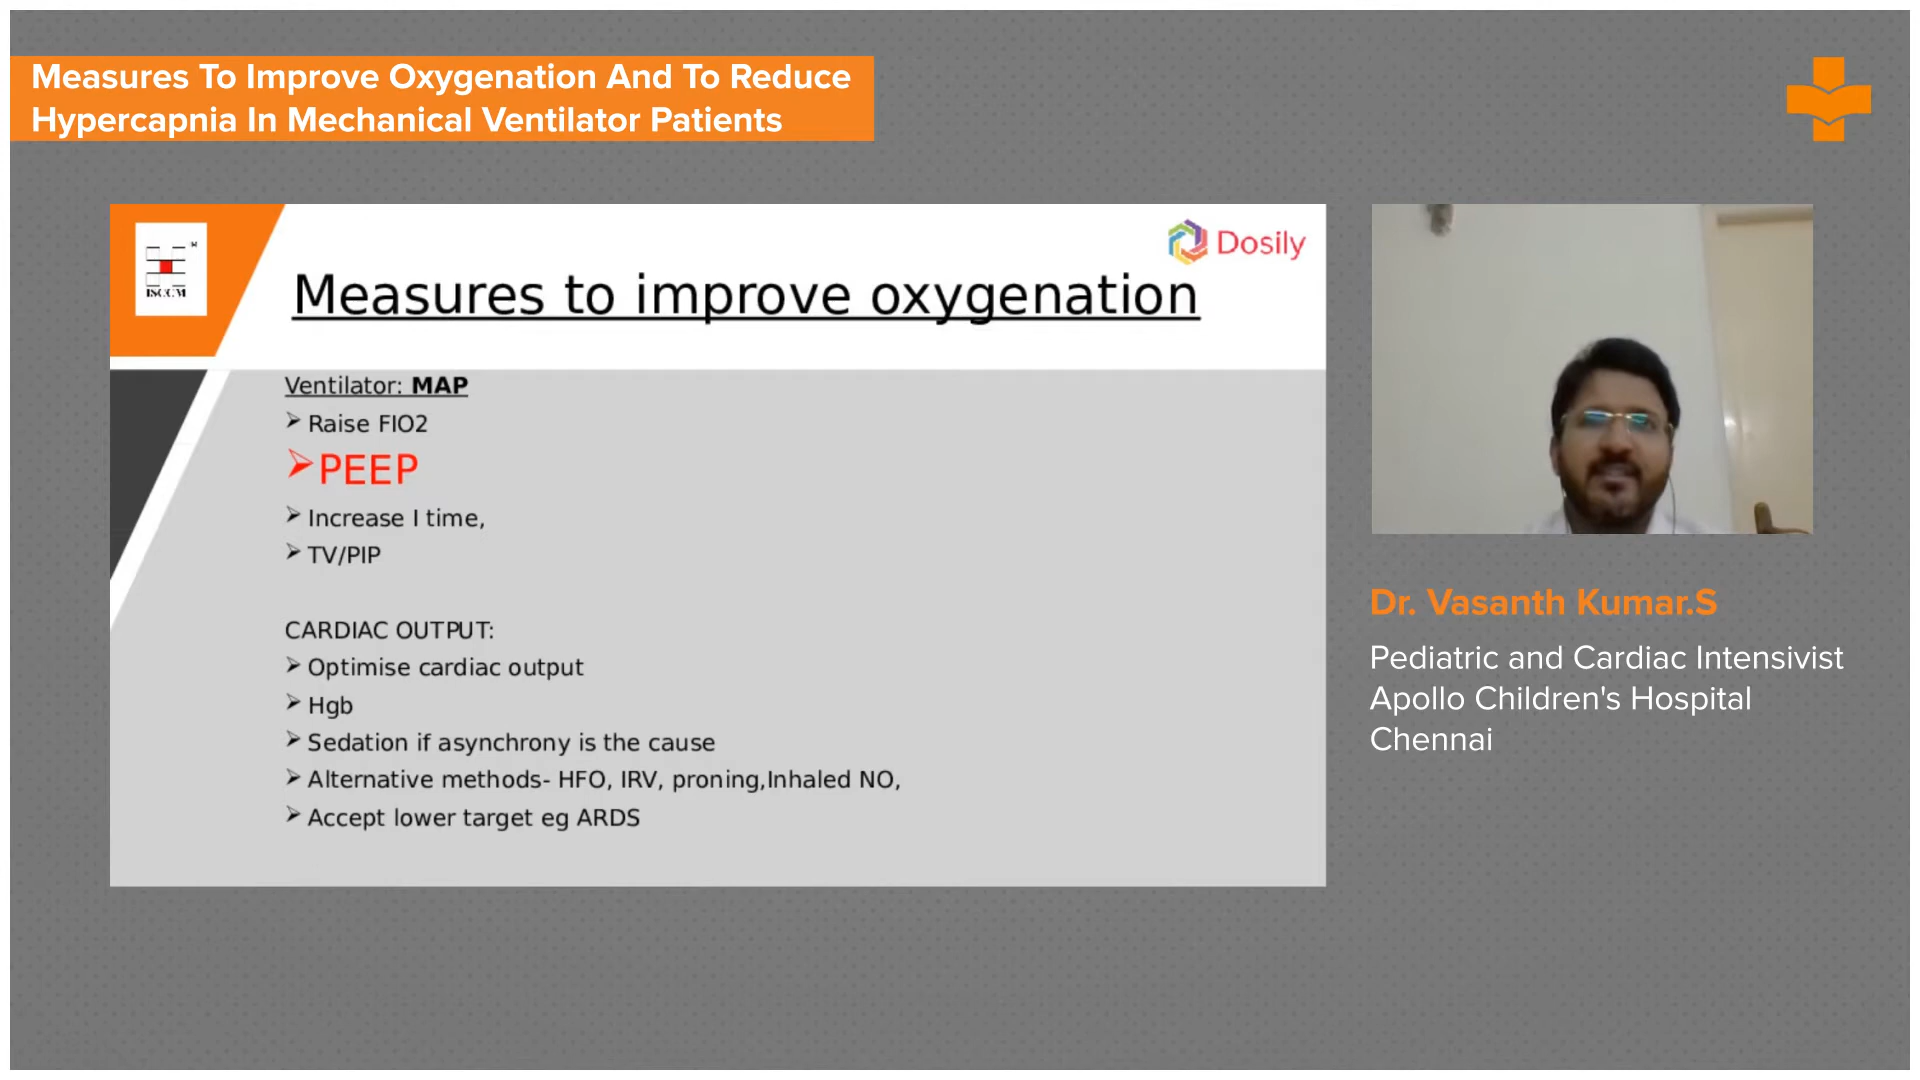 Measures To Improve Oxygenation And To Reduce
Hypercapnia In Mechanical Ventilator Patients
ISCCM
Dosily
Measures to improve oxygenation
Ventilator: MAP
➢ Raise FIO2
➢PEEP
➢ Increase I time,
➢ TV/PIP
CARDIAC OUTPUT:
➢ Optimise cardiac output
➢ Hgb
➢ Sedation if asynchrony is the cause
➢ Alternative methods- HFO, IRV, proning,Inhaled NO,
➢ Accept lower target eg ARDS
Dr. Vasanth Kumar.S
Pediatric and Cardiac Intensivist
Apollo Children's Hospital
Chennai